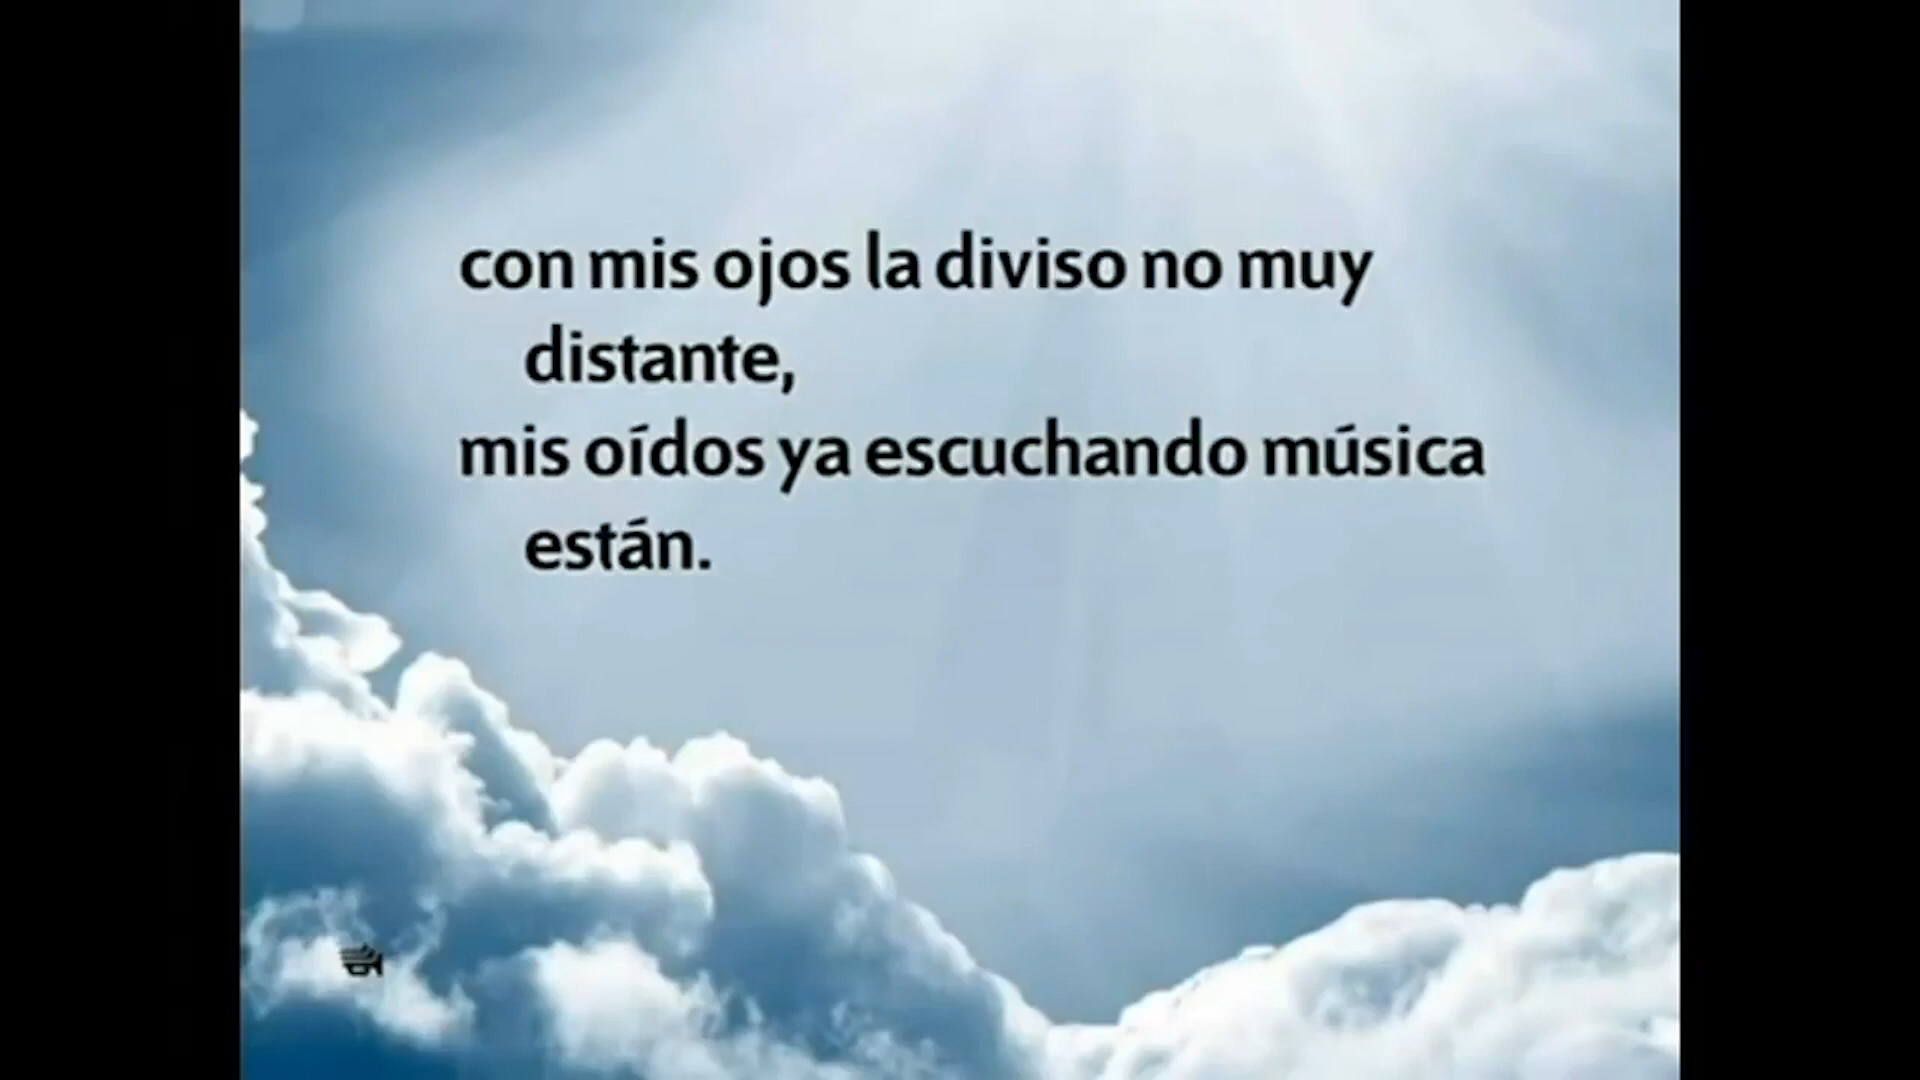 con mis ojos la diviso no muy
distante,
mis oídos ya escuchando música
están.